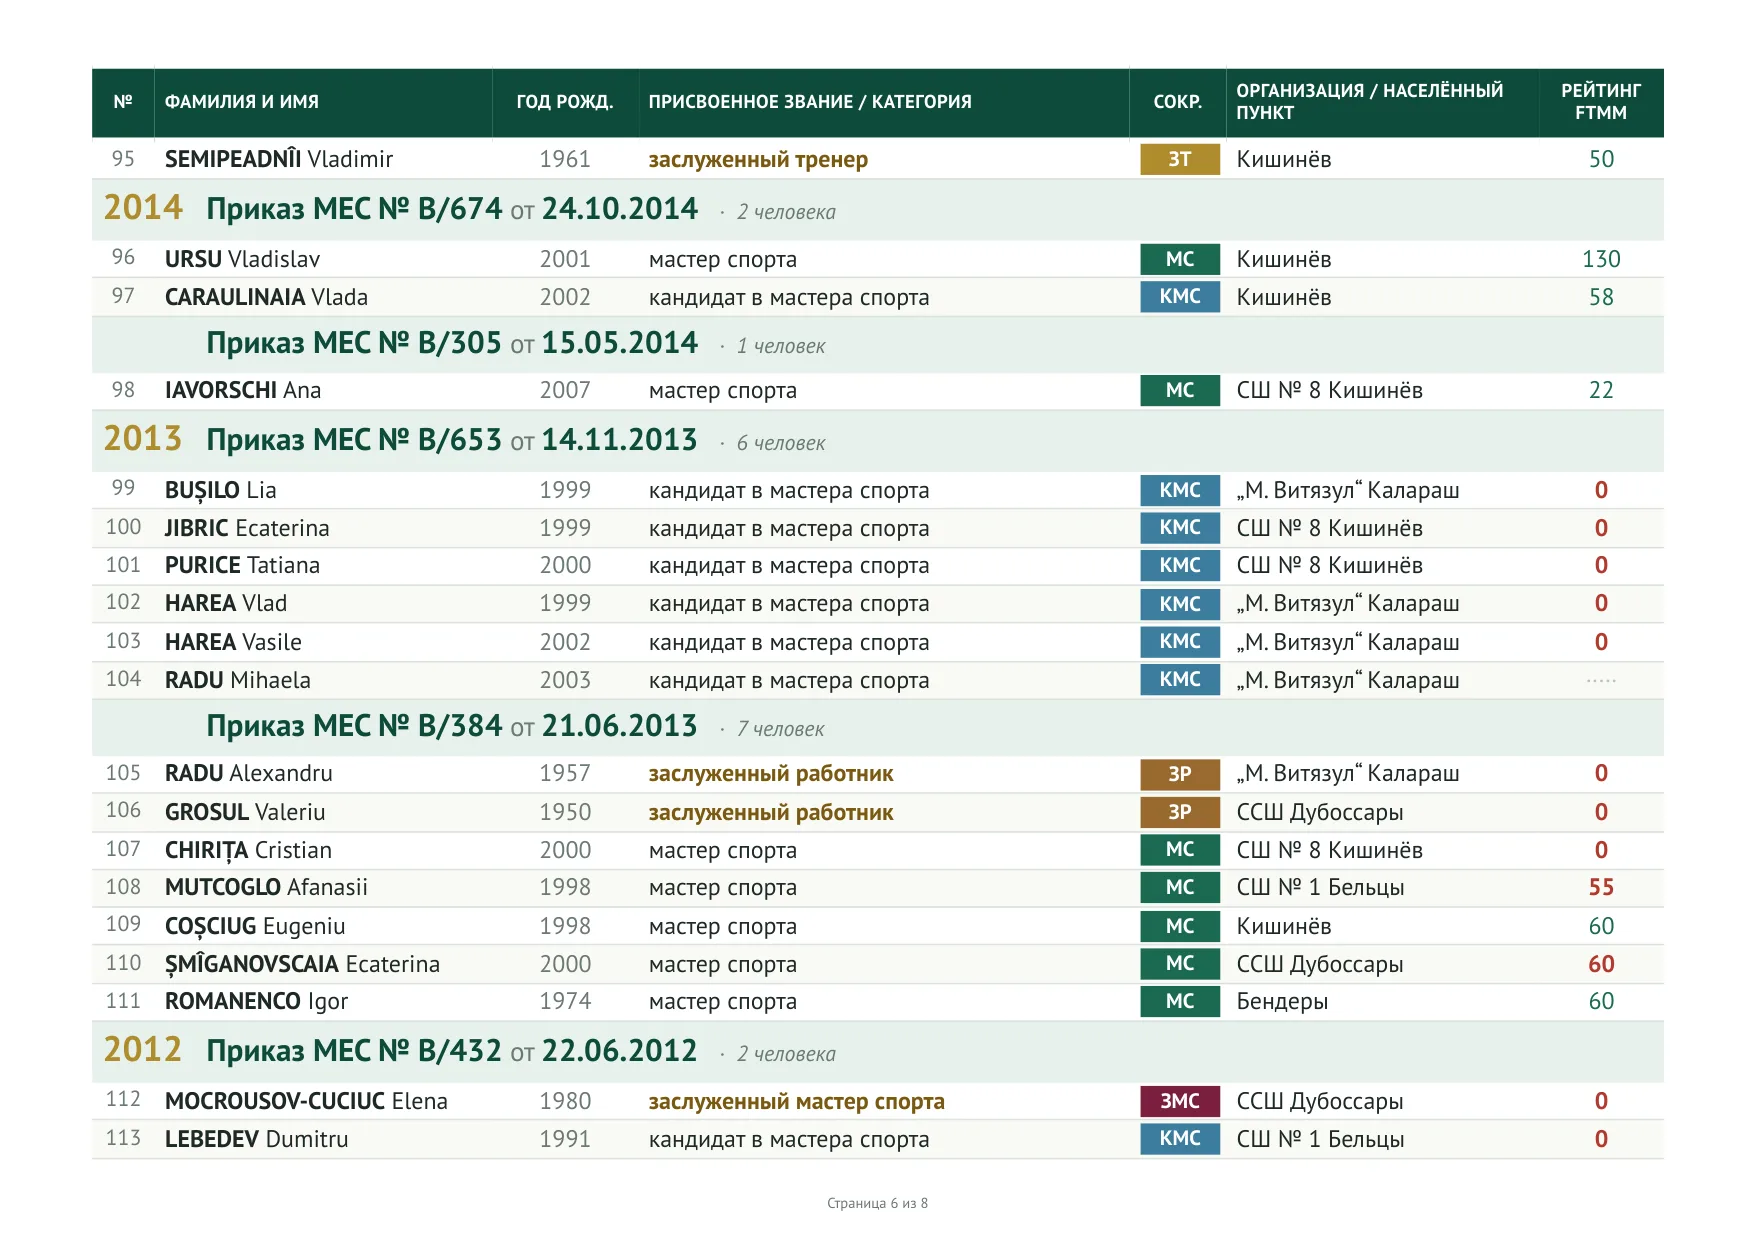 № ФАМИЛИЯ И ИМЯ ГОД РОЖД. ПРИСВОЕННОЕ ЗВАНИЕ / КАТЕГОРИЯ СОКР. ОРГАНИЗАЦИЯ / НАСЕЛЁННЫЙ ПУНКТ РЕЙТИНГ FTMM
95 SEMIPEADNÎI Vladimir 1961 заслуженный тренер ЗТ Кишинёв 50
2014 Приказ МЕС № B/674 от 24.10.2014 · 2 человека
96 URSU Vladislav 2001 мастер спорта МС Кишинёв 130
97 CARAULINAIA Vlada 2002 кандидат в мастера спорта КМС Кишинёв 58
Приказ МЕС № B/305 от 15.05.2014 · 1 человек
98 IAVORSCHI Ana 2007 мастер спорта МС СШ № 8 Кишинёв 22
2013 Приказ МЕС № B/653 от 14.11.2013 · 6 человек
99 BUȘILO Lia 1999 кандидат в мастера спорта КМС „М. Витязул“ Калараш 0
100 JIBRIC Ecaterina 1999 кандидат в мастера спорта КМС СШ № 8 Кишинёв 0
101 PURICE Tatiana 2000 кандидат в мастера спорта КМС СШ № 8 Кишинёв 0
102 HAREA Vlad 1999 кандидат в мастера спорта КМС „М. Витязул“ Калараш 0
103 HAREA Vasile 2002 кандидат в мастера спорта КМС „М. Витязул“ Калараш 0
104 RADU Mihaela 2003 кандидат в мастера спорта КМС „М. Витязул“ Калараш ·····
Приказ МЕС № B/384 от 21.06.2013 · 7 человек
105 RADU Alexandru 1957 заслуженный работник ЗР „М. Витязул“ Калараш 0
106 GROSUL Valeriu 1950 заслуженный работник ЗР ССШ Дубоссары 0
107 CHIRIȚA Cristian 2000 мастер спорта МС СШ № 8 Кишинёв 0
108 MUTCOGLO Afanasii 1998 мастер спорта МС СШ № 1 Бельцы 55
109 COȘCIUG Eugeniu 1998 мастер спорта МС Кишинёв 60
110 ȘMÎGANOVSCAIA Ecaterina 2000 мастер спорта МС ССШ Дубоссары 60
111 ROMANENCO Igor 1974 мастер спорта МС Бендеры 60
2012 Приказ МЕС № B/432 от 22.06.2012 · 2 человека
112 MOCROUSOV-CUCIUC Elena 1980 заслуженный мастер спорта ЗМС ССШ Дубоссары 0
113 LEBEDEV Dumitru 1991 кандидат в мастера спорта КМС СШ № 1 Бельцы 0
Страница 6 из 8